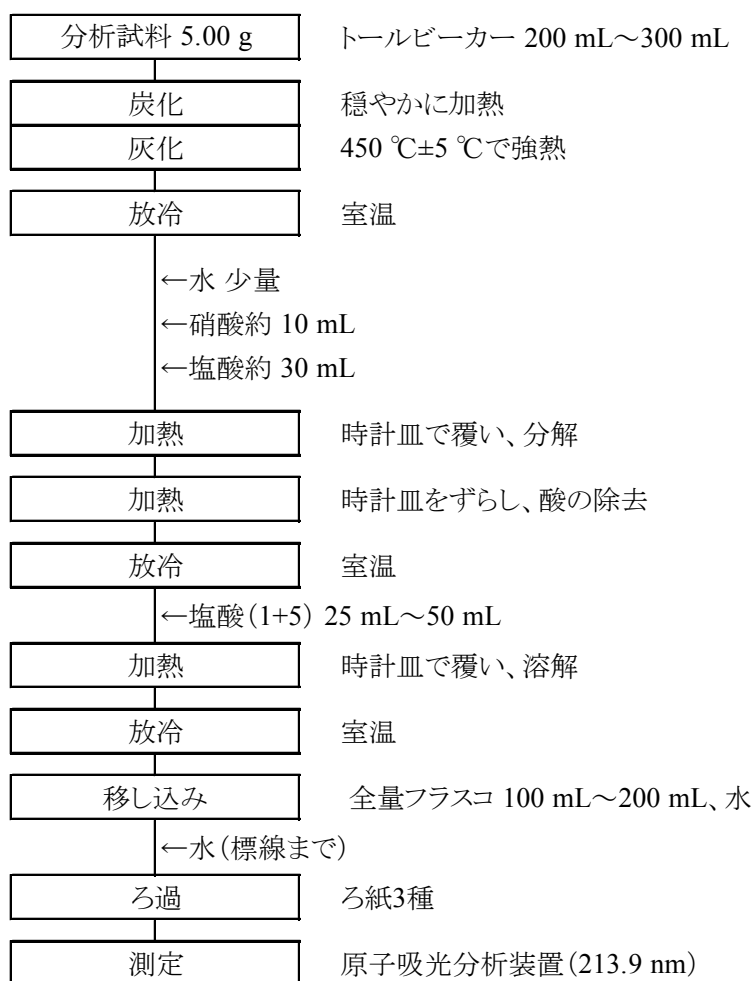 分析試料 5.00 g トールビーカー 200 mL～300 mL
炭化 穏やかに加熱
灰化 450 ℃±5 ℃で強熱
放冷 室温
←水 少量
←硝酸約 10 mL
←塩酸約 30 mL
加熱 時計皿で覆い、分解
加熱 時計皿をずらし、酸の除去
放冷 室温
←塩酸（1+5） 25 mL～50 mL
加熱 時計皿で覆い、溶解
放冷 室温
移し込み 全量フラスコ 100 mL～200 mL、水
←水（標線まで）
ろ過 ろ紙3種
測定 原子吸光分析装置（213.9 nm）